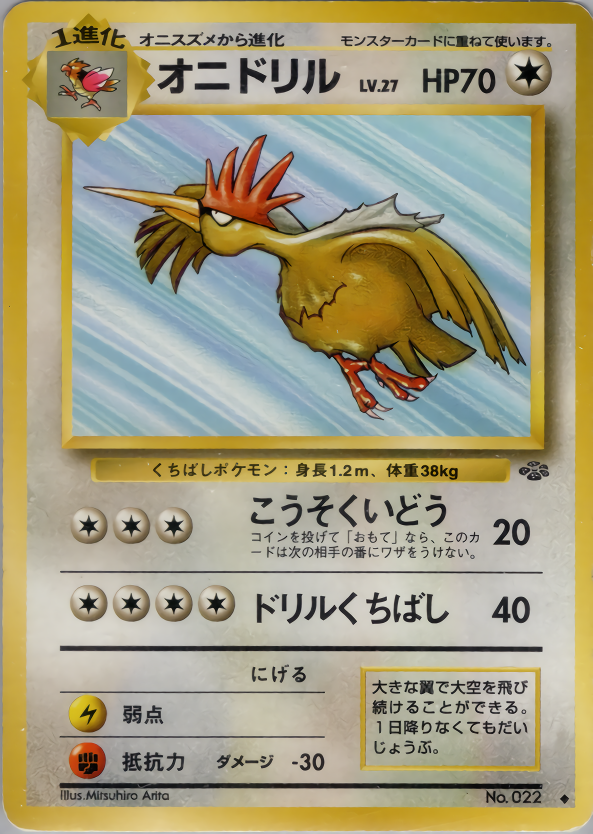 1進化
オニスズメから進化
モンスターカードに重ねて使います。
オニドリル LV.27 HP70
くちばしポケモン:身長1.2m、体重38kg
こうそくいどう 20
コインを投げて「おもて」なら、このカ
ードは次の相手の番にワザをうけない。
ドリルくちばし 40
にげる
弱点
抵抗力 ダメージ -30
大きな翼で大空を飛び
続けることができる。
1日降りなくてもだい
じょうぶ。
Illus.Mitsuhiro Arita
No.022